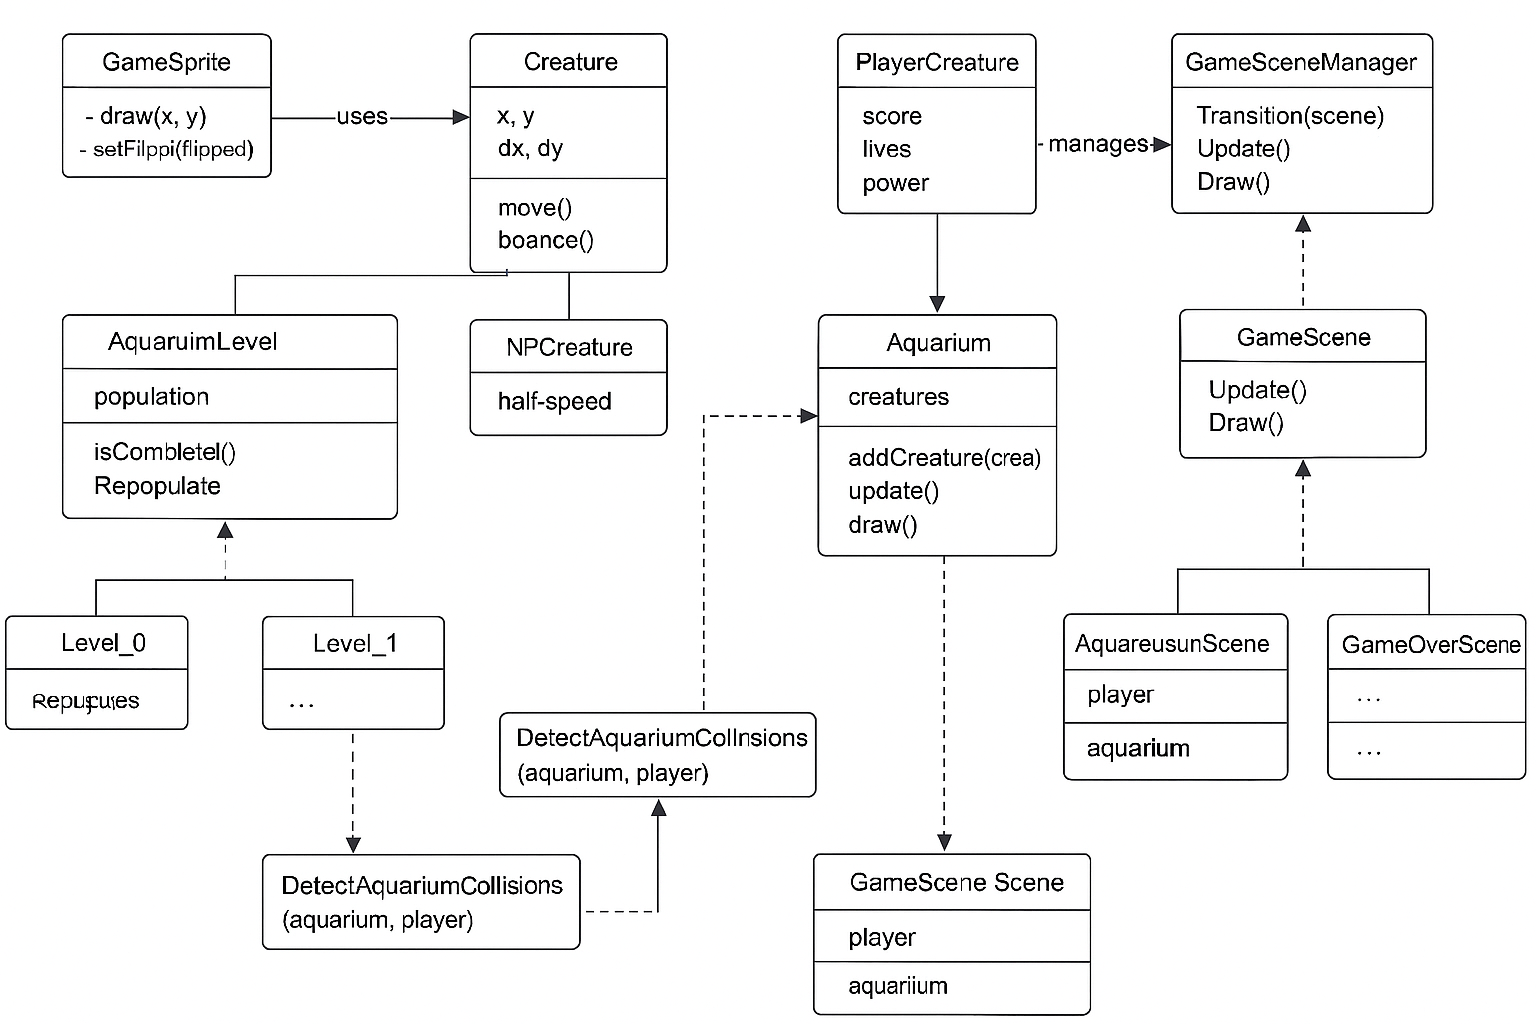 GameSprite
- draw(x, y)
- setFilppi(flipped)
uses
Creature
x, y
dx, dy
move()
boance()
PlayerCreature
score
lives
power
- manages
GameSceneManager
Transition(scene)
Update()
Draw()
AquaruimLevel
population
isCombletel()
Repopulate
NPCreature
half-speed
Aquarium
creatures
addCreature(crea)
update()
draw()
GameScene
Update()
Draw()
Level_0
Level_1
...
DetectAquariumCollnsions
(aquarium, player)
DetectAquariumCollisions
(aquarium, player)
GameScene Scene
player
aquariium
AquareusunScene
player
aquarium
GameOverScene
...
...